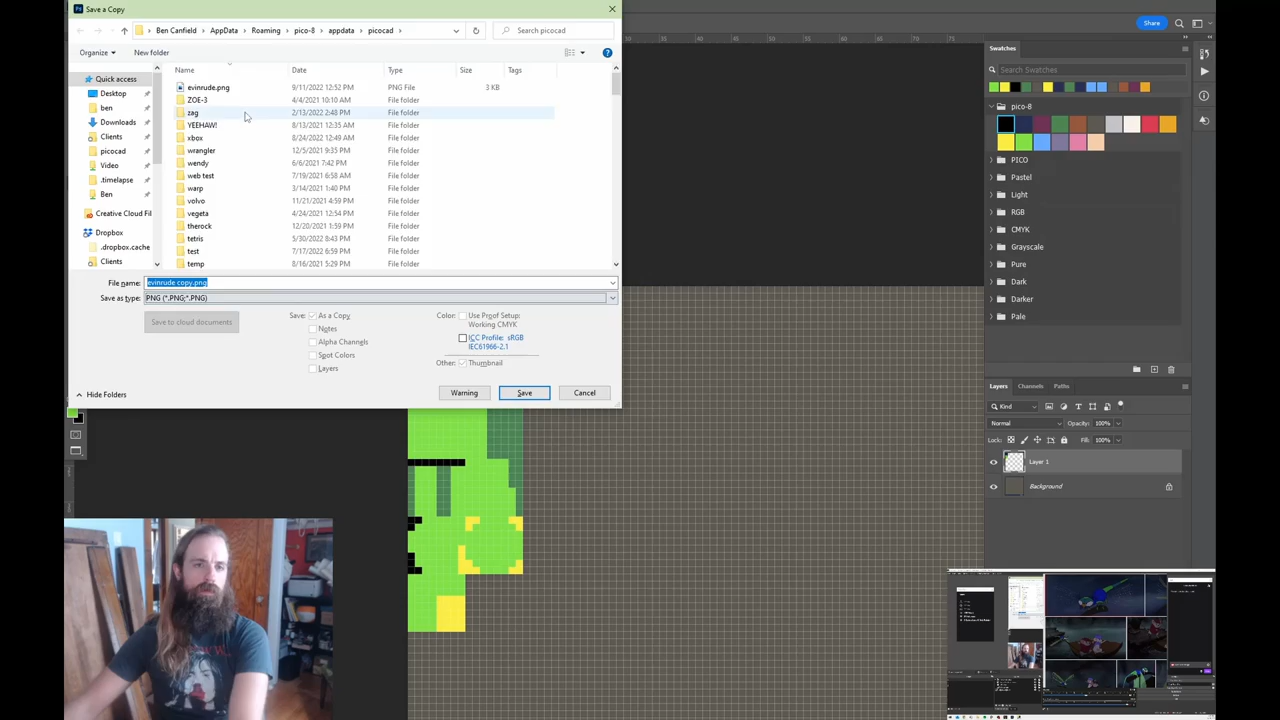 Ps Save a Copy
Ben Canfield > AppData > Roaming > pico-8 > appdata > picocad >
Search picocad
Organize
New folder
Share
Name Date Type Size Tags
Quick access
Desktop
ben
Downloads
Clients
picocad
Video
.timelapse
Ben
Creative Cloud Fil
Dropbox
.dropbox.cache
Clients
evinrude.png 9/11/2022 12:52 PM PNG File 3 KB
ZOE-3 4/4/2021 10:10 AM File folder
zag 2/13/2022 2:48 PM File folder
YEEHAW! 8/13/2021 12:35 AM File folder
xbox 8/24/2022 12:49 AM File folder
wrangler 12/5/2021 9:35 PM File folder
wendy 6/6/2021 7:42 PM File folder
web test 7/19/2021 6:58 AM File folder
warp 3/14/2021 1:40 PM File folder
volvo 11/21/2021 4:59 PM File folder
vegeta 4/24/2021 12:54 PM File folder
therock 12/20/2021 1:59 PM File folder
tetris 5/30/2022 8:43 PM File folder
test 7/17/2022 6:59 PM File folder
temp 8/16/2021 5:29 PM File folder
File name: evinrude copy.png
Save as type: PNG (*.PNG;*.PNG)
Save to cloud documents
Save: As a Copy
Notes
Alpha Channels
Spot Colors
Layers
Color: Use Proof Setup:
Working CMYK
ICC Profile: sRGB
IEC61966-2.1
Other: Thumbnail
Hide Folders
Warning
Save
Cancel
35 40 45 50 55 60 65 70 75
Swatches
Search Swatches
pico-8
PICO
Pastel
Light
RGB
CMYK
Grayscale
Pure
Dark
Darker
Pale
Layers Channels Paths
Kind
Normal Opacity: 100%
Lock: Fill: 100%
Layer 1
Background